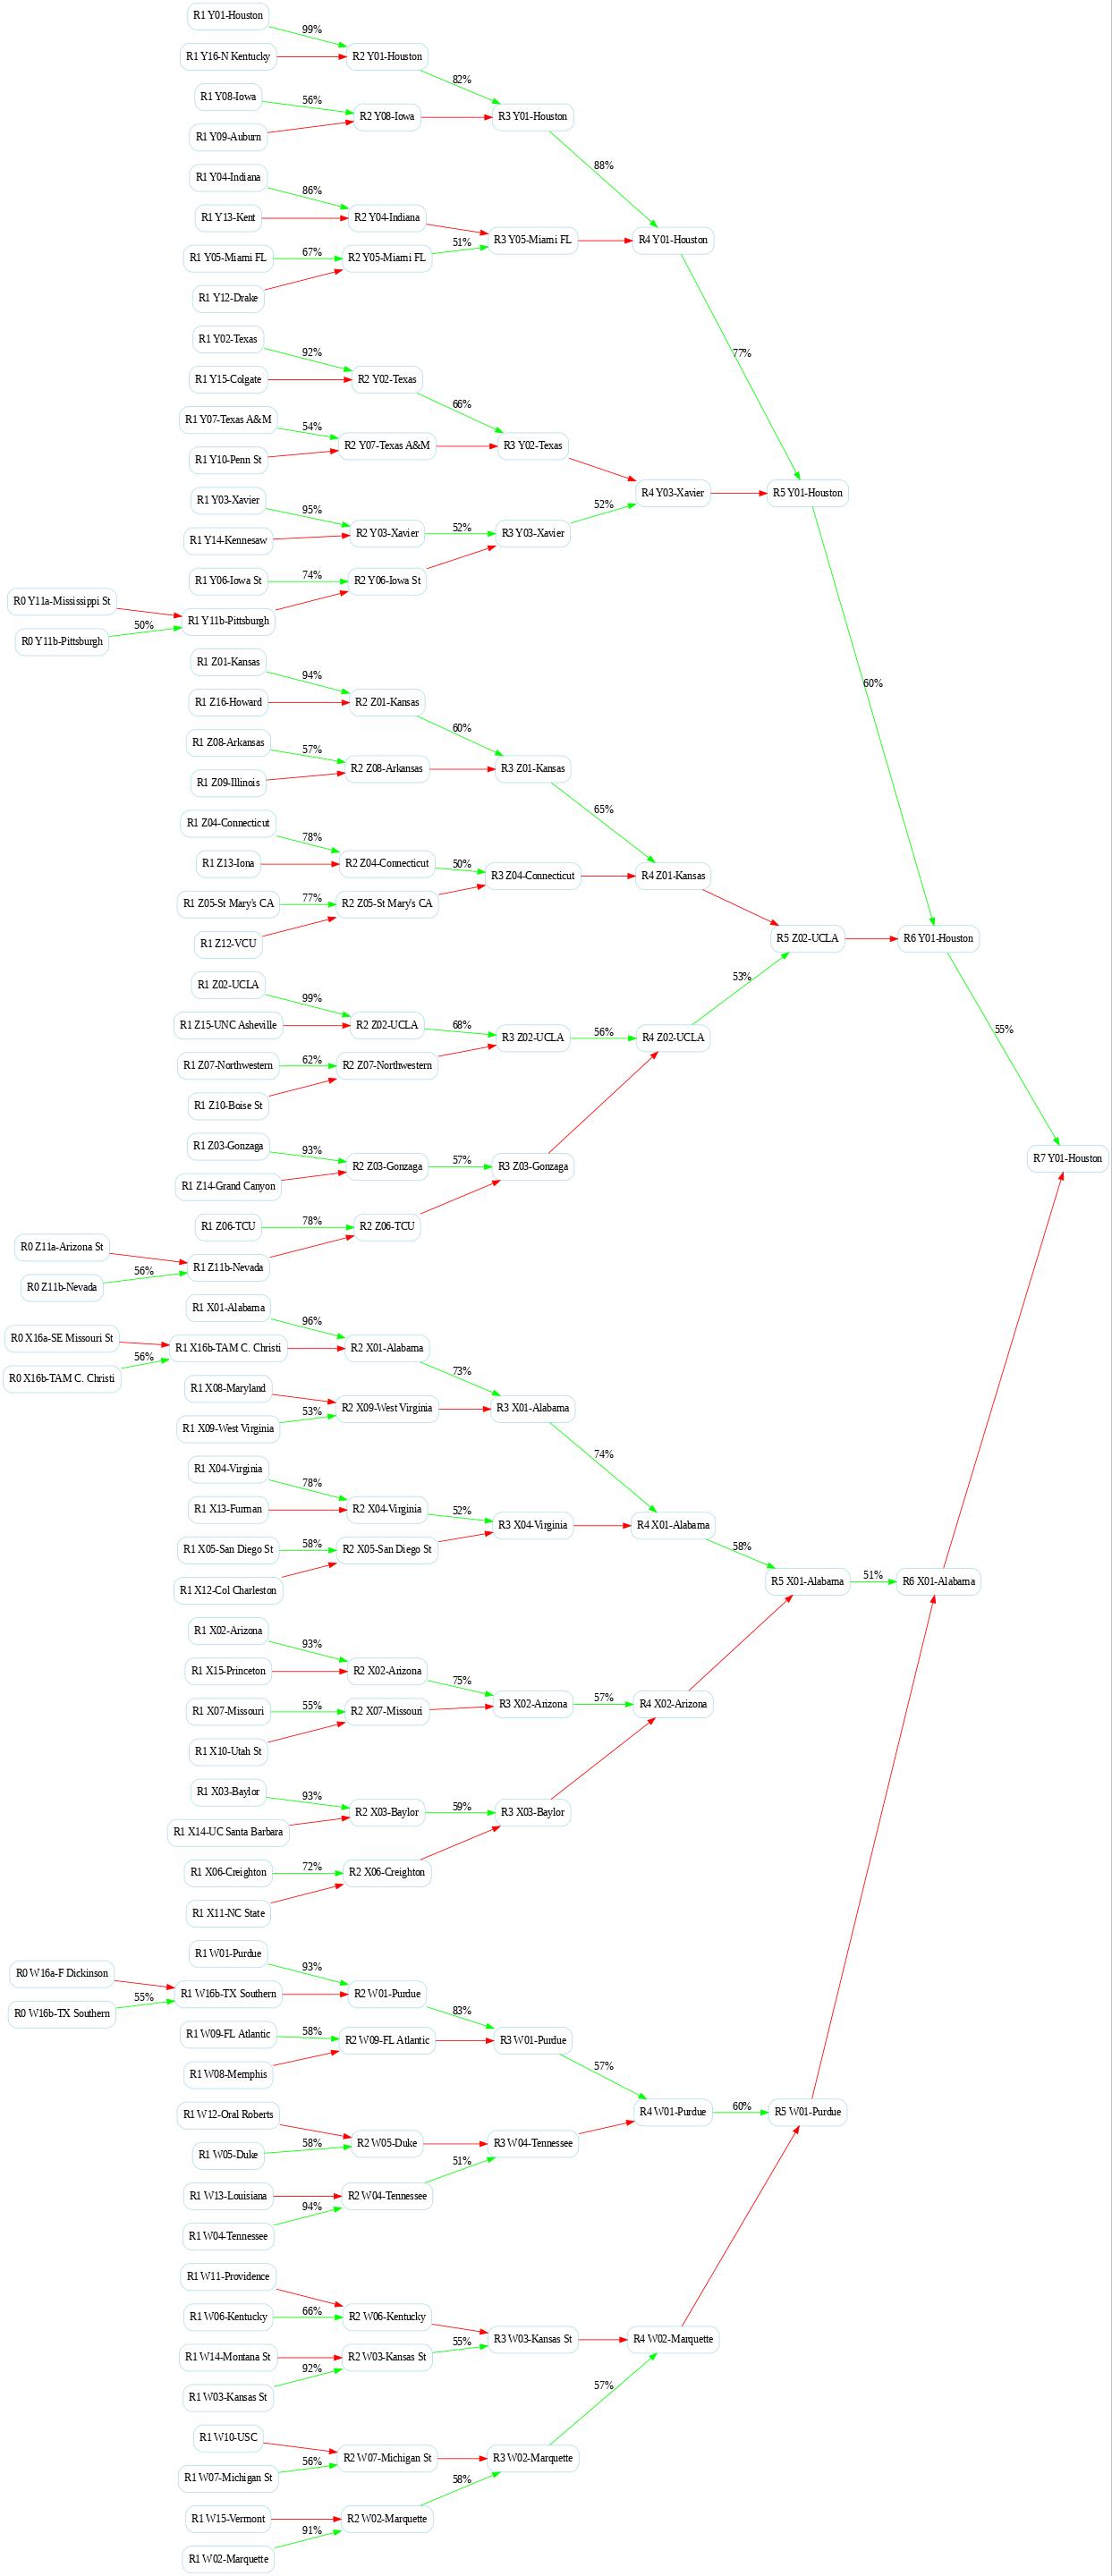 R1 Y01-Houston
99%
R1 Y16-N Kentucky
R2 Y01-Houston
82%
R1 Y08-Iowa
56%
R2 Y08-Iowa
R3 Y01-Houston
R1 Y09-Auburn
88%
R1 Y04-Indiana
86%
R1 Y13-Kent
R2 Y04-Indiana
R3 Y05-Miami FL
R4 Y01-Houston
51%
R1 Y05-Miami FL
67%
R2 Y05-Miami FL
R1 Y12-Drake
R1 Y02-Texas
92%
77%
R1 Y15-Colgate
R2 Y02-Texas
66%
R1 Y07-Texas A&M
54%
R2 Y07-Texas A&M
R3 Y02-Texas
R1 Y10-Penn St
R4 Y03-Xavier
R5 Y01-Houston
R1 Y03-Xavier
95%
52%
R1 Y14-Kennesaw
R2 Y03-Xavier
52%
R3 Y03-Xavier
R1 Y06-Iowa St
74%
R2 Y06-Iowa St
R0 Y11a-Mississippi St
R1 Y11b-Pittsburgh
50%
R0 Y11b-Pittsburgh
R1 Z01-Kansas
94%
60%
R1 Z16-Howard
R2 Z01-Kansas
60%
R1 Z08-Arkansas
57%
R2 Z08-Arkansas
R3 Z01-Kansas
R1 Z09-Illinois
65%
R1 Z04-Connecticut
78%
R1 Z13-Iona
R2 Z04-Connecticut
50%
R3 Z04-Connecticut
R4 Z01-Kansas
R1 Z05-St Mary's CA
77%
R2 Z05-St Mary's CA
R1 Z12-VCU
R5 Z02-UCLA
R6 Y01-Houston
R1 Z02-UCLA
99%
53%
R1 Z15-UNC Asheville
R2 Z02-UCLA
68%
R3 Z02-UCLA
56%
R4 Z02-UCLA
55%
R1 Z07-Northwestern
62%
R2 Z07-Northwestern
R1 Z10-Boise St
R1 Z03-Gonzaga
93%
R2 Z03-Gonzaga
57%
R3 Z03-Gonzaga
R7 Y01-Houston
R1 Z14-Grand Canyon
R1 Z06-TCU
78%
R2 Z06-TCU
R0 Z11a-Arizona St
R1 Z11b-Nevada
56%
R0 Z11b-Nevada
R1 X01-Alabama
96%
R0 X16a-SE Missouri St
R1 X16b-TAM C. Christi
R2 X01-Alabama
56%
R0 X16b-TAM C. Christi
73%
R1 X08-Maryland
R2 X09-West Virginia
R3 X01-Alabama
53%
R1 X09-West Virginia
74%
R1 X04-Virginia
78%
R1 X13-Furman
R2 X04-Virginia
52%
R3 X04-Virginia
R4 X01-Alabama
58%
R1 X05-San Diego St
58%
R2 X05-San Diego St
R1 X12-Col Charleston
R5 X01-Alabama
51%
R6 X01-Alabama
R1 X02-Arizona
93%
R1 X15-Princeton
R2 X02-Arizona
75%
R3 X02-Arizona
57%
R4 X02-Arizona
R1 X07-Missouri
55%
R2 X07-Missouri
R1 X10-Utah St
R1 X03-Baylor
93%
R2 X03-Baylor
59%
R3 X03-Baylor
R1 X14-UC Santa Barbara
R1 X06-Creighton
72%
R2 X06-Creighton
R1 X11-NC State
R1 W01-Purdue
93%
R0 W16a-F Dickinson
R1 W16b-TX Southern
R2 W01-Purdue
55%
R0 W16b-TX Southern
83%
R1 W09-FL Atlantic
58%
R2 W09-FL Atlantic
R3 W01-Purdue
R1 W08-Memphis
57%
R1 W12-Oral Roberts
R4 W01-Purdue
60%
R5 W01-Purdue
R2 W05-Duke
R3 W04-Tennessee
R1 W05-Duke
58%
51%
R1 W13-Louisiana
R2 W04-Tennessee
94%
R1 W04-Tennessee
R1 W11-Providence
R1 W06-Kentucky
66%
R2 W06-Kentucky
R3 W03-Kansas St
R4 W02-Marquette
55%
R1 W14-Montana St
R2 W03-Kansas St
92%
R1 W03-Kansas St
57%
R1 W10-USC
R2 W07-Michigan St
R3 W02-Marquette
56%
R1 W07-Michigan St
58%
R1 W15-Vermont
R2 W02-Marquette
91%
R1 W02-Marquette